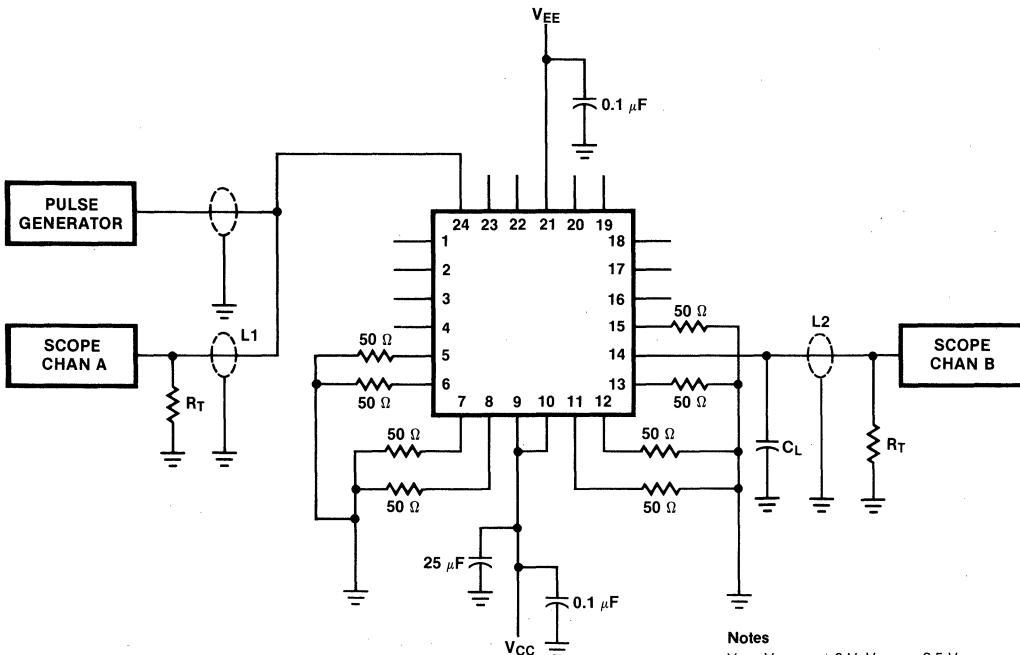 VEE
0.1 μF
PULSE
GENERATOR
24 23 22 21 20 19
1
2
3
4
5
6
18
17
16
15
14
13
7 8 9 10 11 12
L1
SCOPE
CHAN A
RT
50 Ω
50 Ω
50 Ω
50 Ω
50 Ω
50 Ω
50 Ω
50 Ω
L2
SCOPE
CHAN B
CL
RT
25 μF
0.1 μF
VCC
Notes